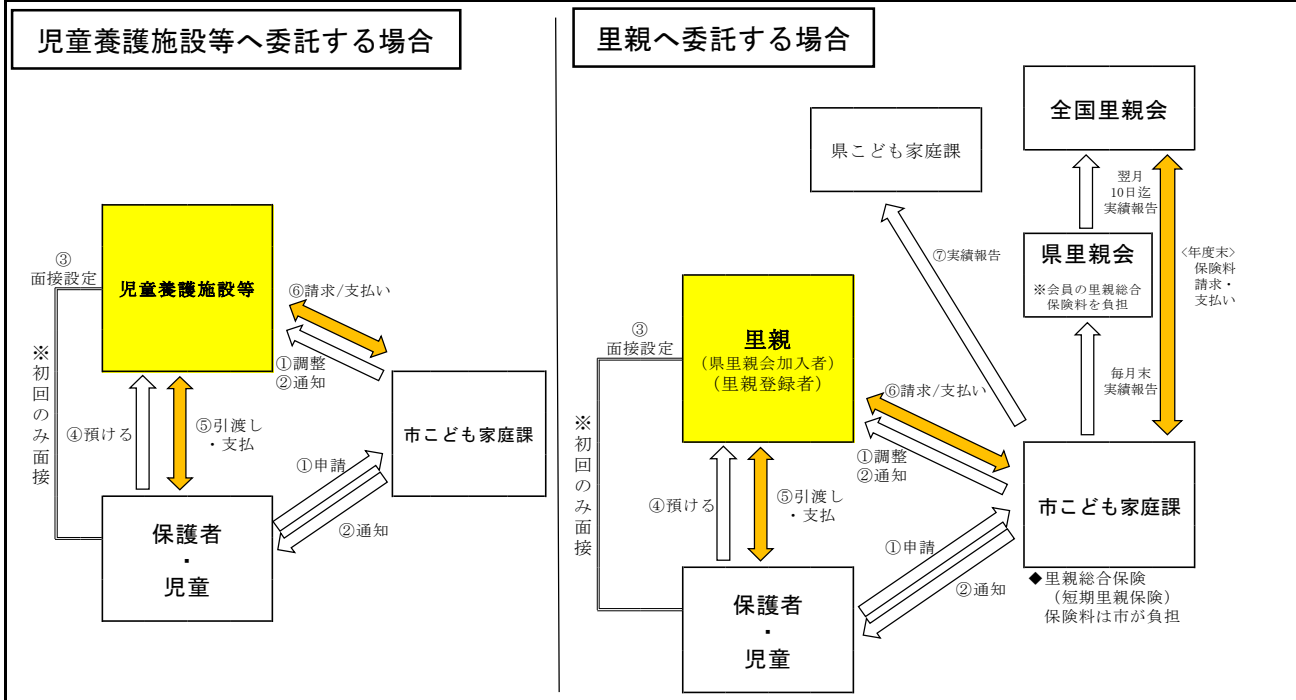 児童養護施設等へ委託する場合
③
面接設定
※初回のみ面接
児童養護施設等
⑥請求/支払い
①調整
②通知
④預ける
⑤引渡し
・支払
市こども家庭課
①申請
②通知
保護者
・
児童
里親へ委託する場合
全国里親会
県こども家庭課
翌月
10日迄
実績報告
県里親会
※会員の里親総合
保険料を負担
<年度末>
保険料
請求・
支払い
⑦実績報告
毎月末
実績報告
③
面接設定
※初回のみ面接
里親
（県里親会加入者）
（里親登録者）
⑥請求/支払い
①調整
②通知
④預ける
⑤引渡し
・支払
市こども家庭課
①申請
②通知
◆里親総合保険
（短期里親保険）
保険料は市が負担
保護者
・
児童